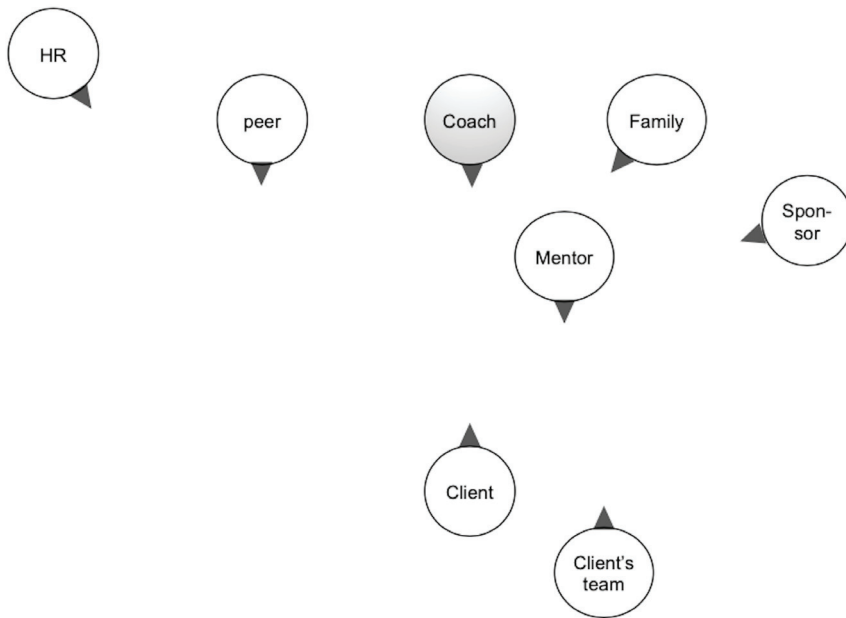 HR
peer
Coach
Family
Spon-
sor
Mentor
Client
Client's
team